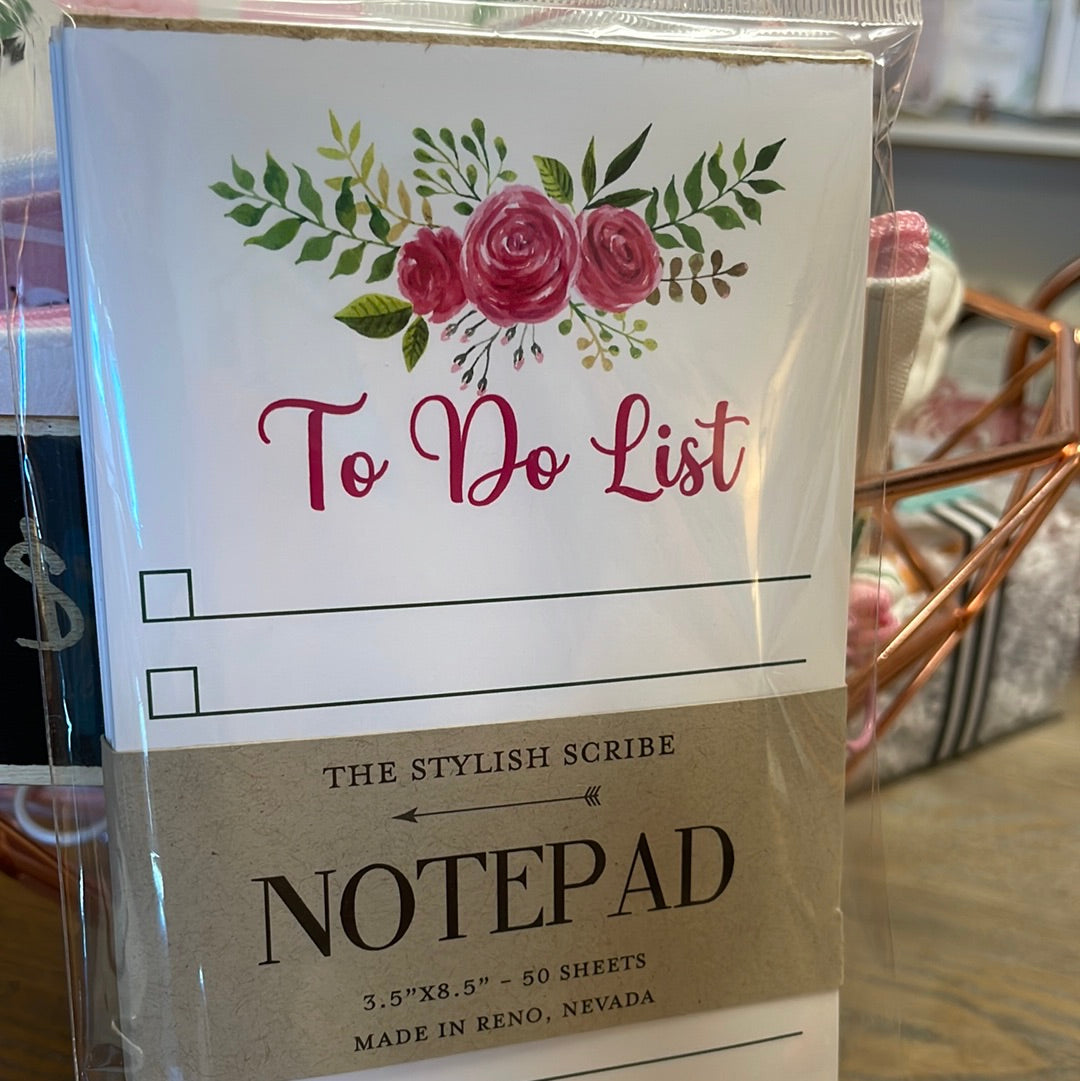 To Do List
THE STYLISH SCRIBE
NOTEPAD
3.5”X8.5” – 50 SHEETS
MADE IN RENO, NEVADA